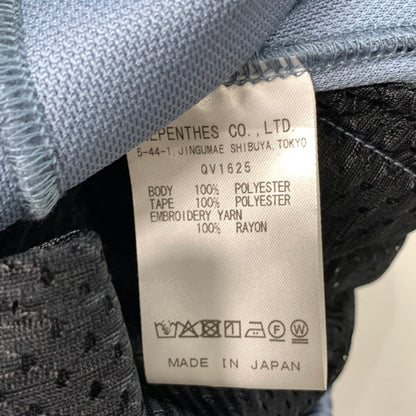 NEPENTHES CO., LTD.
5-44-1, JINGUMAE SHIBUYA, TOKYO
QV1625
BODY 100% POLYESTER
TAPE 100% POLYESTER
EMBROIDERY YARN
100% RAYON
MADE IN JAPAN